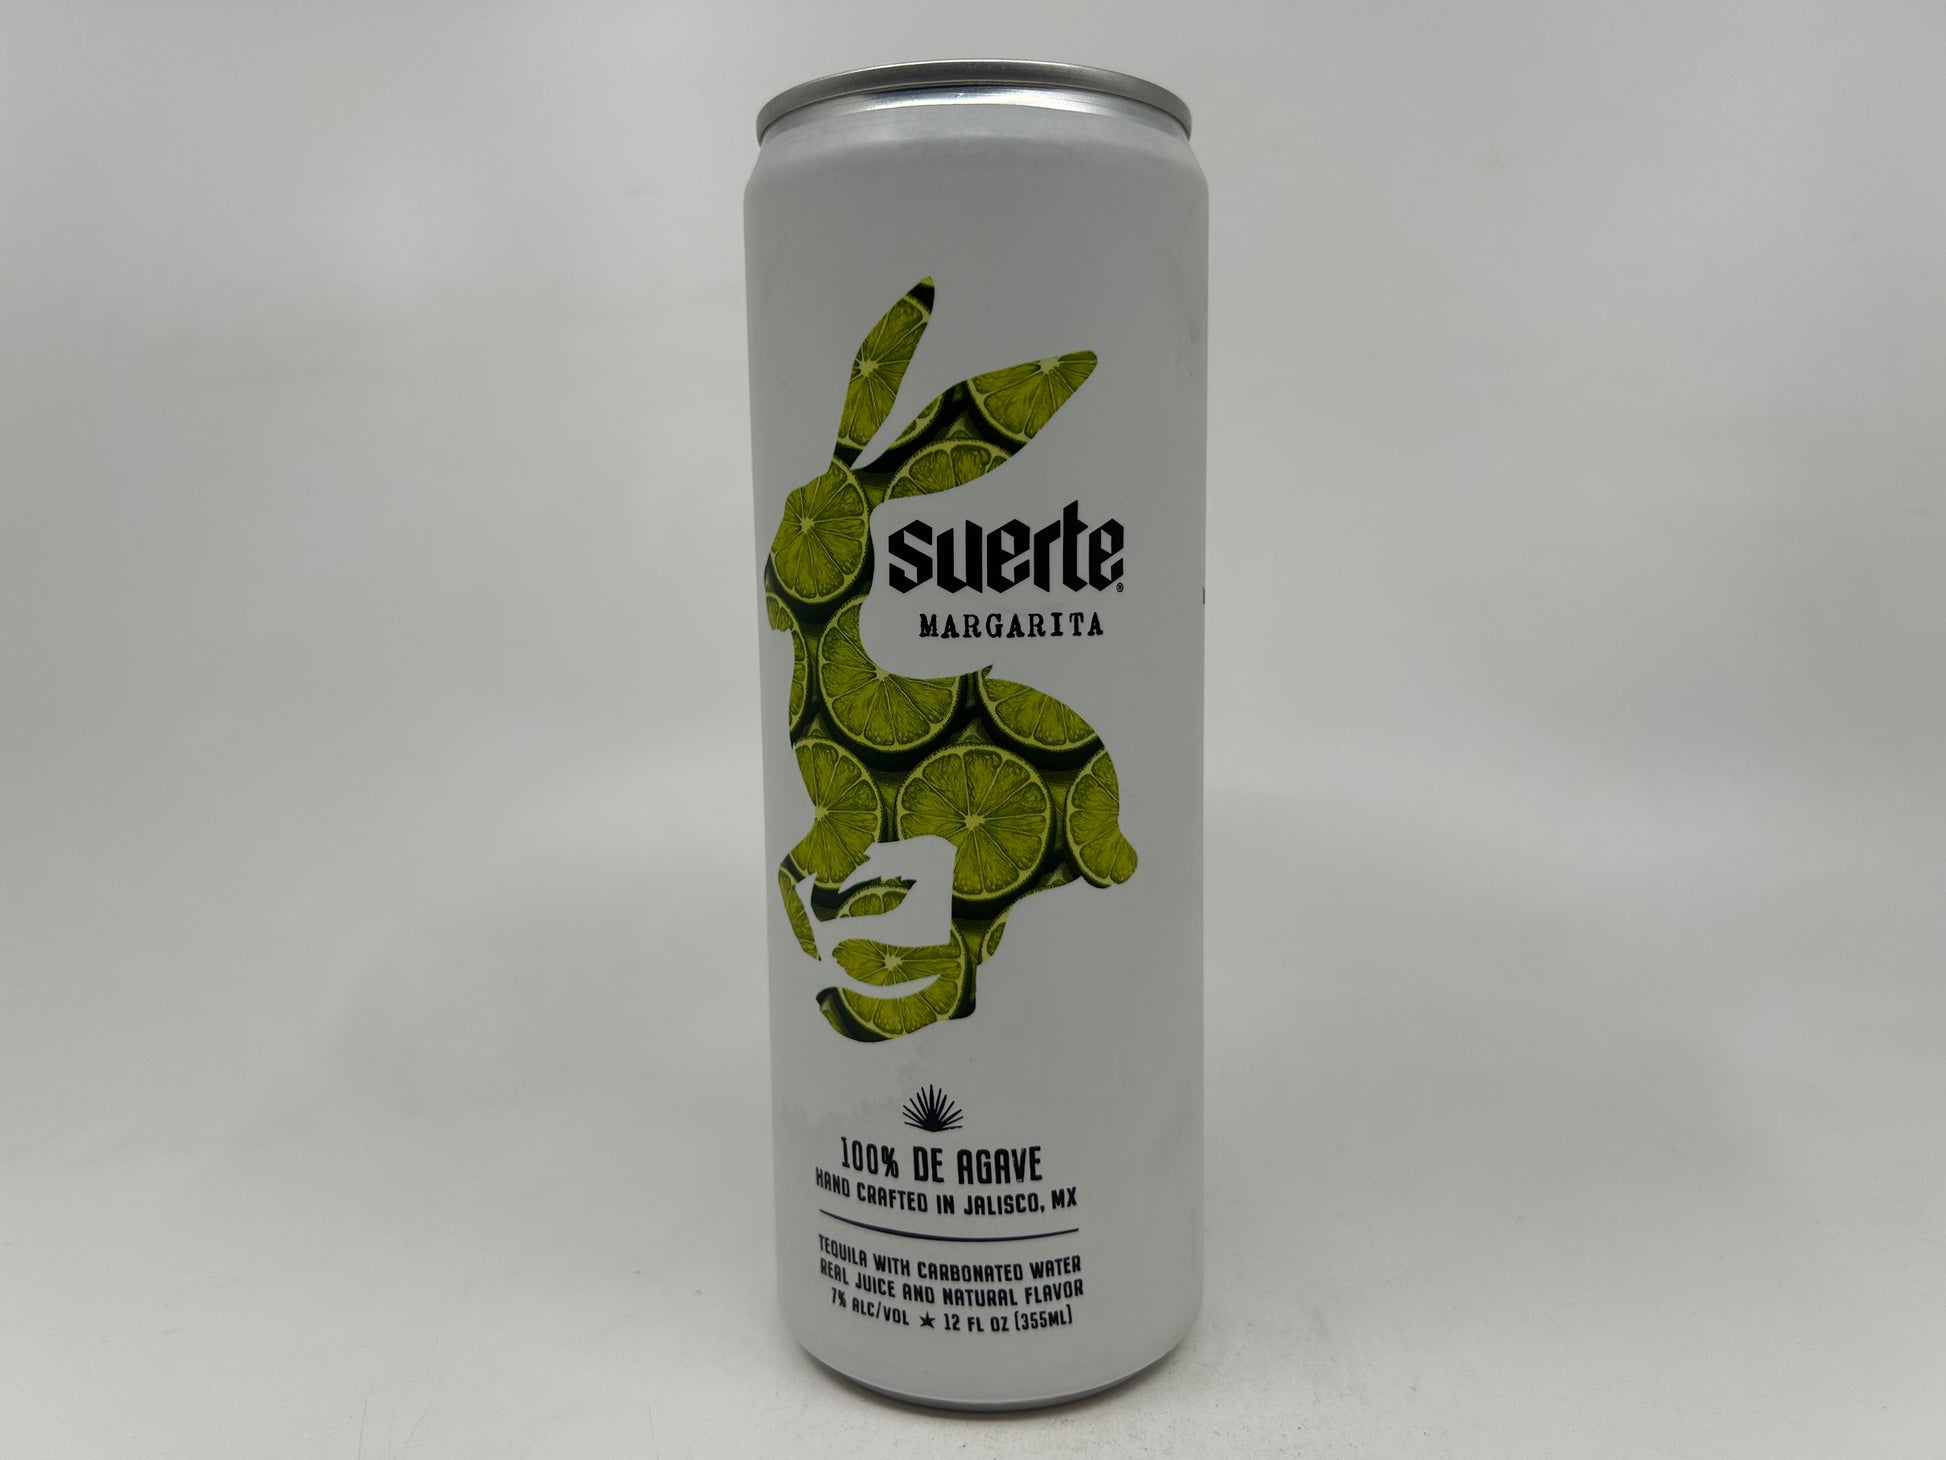 suerte®
MARGARITA
100% DE AGAVE
HAND CRAFTED IN JALISCO, MX
TEQUILA WITH CARBONATED WATER
REAL JUICE AND NATURAL FLAVOR
7% ALC/VOL ★ 12 FL OZ (355ML)